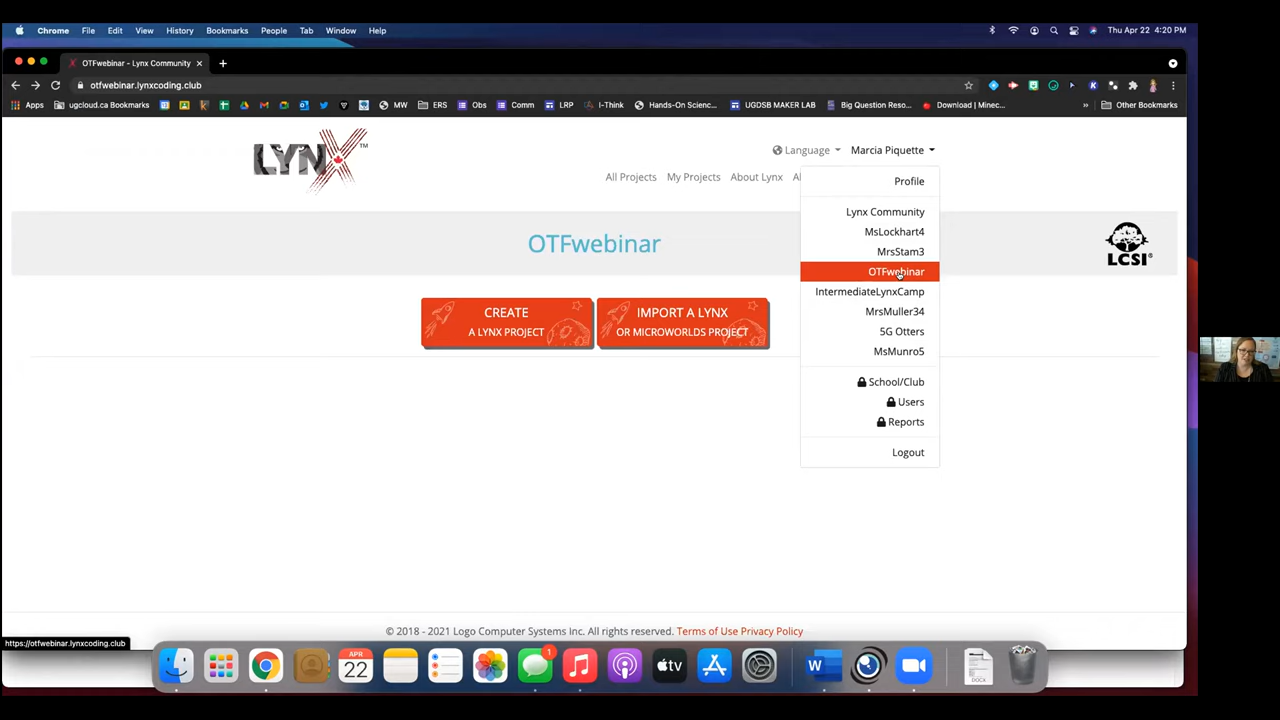 Chrome File Edit View History Bookmarks People Tab Window Help
Thu Apr 22 4:20 PM
OTFwebinar - Lynx Community
otfwebinar.lynxcoding.club
Apps ugcloud.ca Bookmarks MW ERS Obs Comm LRP I-Think Hands-On Scienc... UGDSB MAKER LAB Big Question Reso... Download | Minec... » Other Bookmarks
LYNX TM
Language Marcia Piquette
All Projects My Projects About Lynx
Profile
Lynx Community
MsLockhart4
MrsStam3
OTFwebinar
IntermediateLynxCamp
MrsMuller34
5G Otters
MsMunro5
School/Club
Users
Reports
Logout
OTFwebinar
LCSI®
CREATE
A LYNX PROJECT
IMPORT A LYNX
OR MICROWORLDS PROJECT
© 2018 - 2021 Logo Computer Systems Inc. All rights reserved. Terms of Use Privacy Policy
https://otfwebinar.lynxcoding.club
APR
22
1
tv
W
DOCX